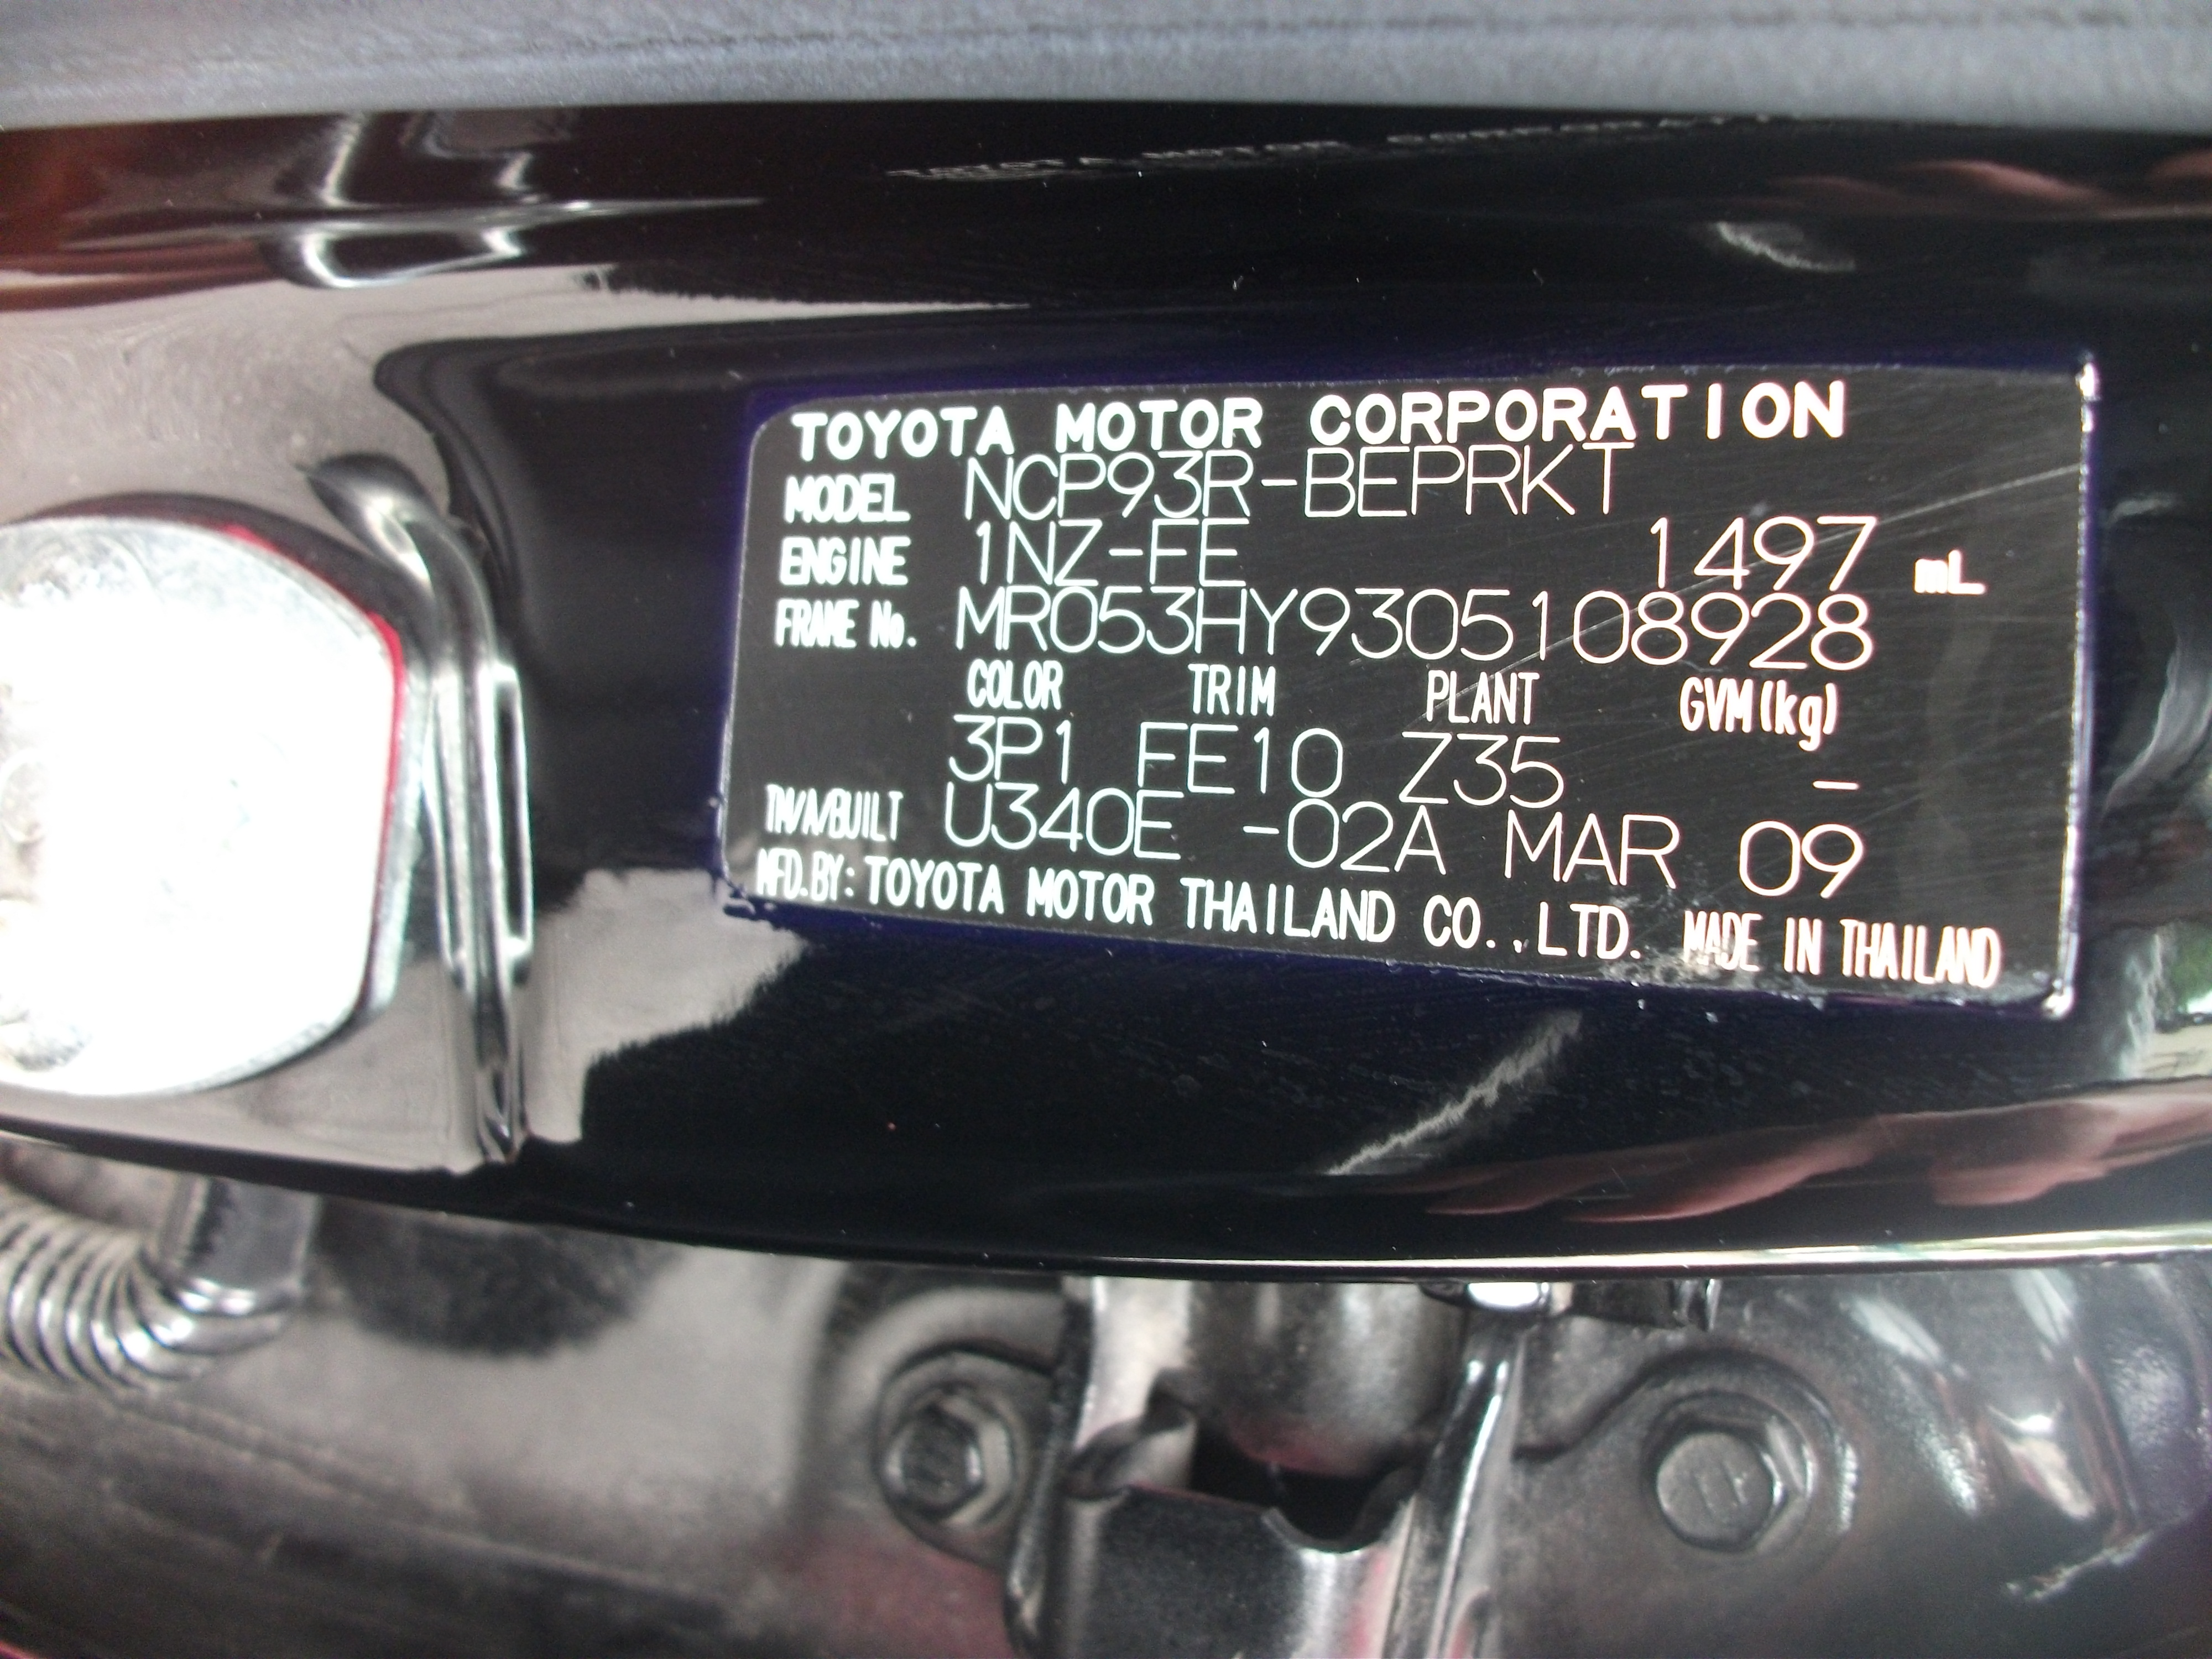 TOYOTA MOTOR CORPORATION
MODEL NCP93R-BEPRKT
ENGINE 1NZ-FE 1497 mL
FRAME No. MR053HY9305108928
COLOR TRIM PLANT GVM(kg)
3P1 FE10 Z35 -
TM/A/BUILT U340E -02A MAR 09
MFD.BY: TOYOTA MOTOR THAILAND CO.,LTD. MADE IN THAILAND